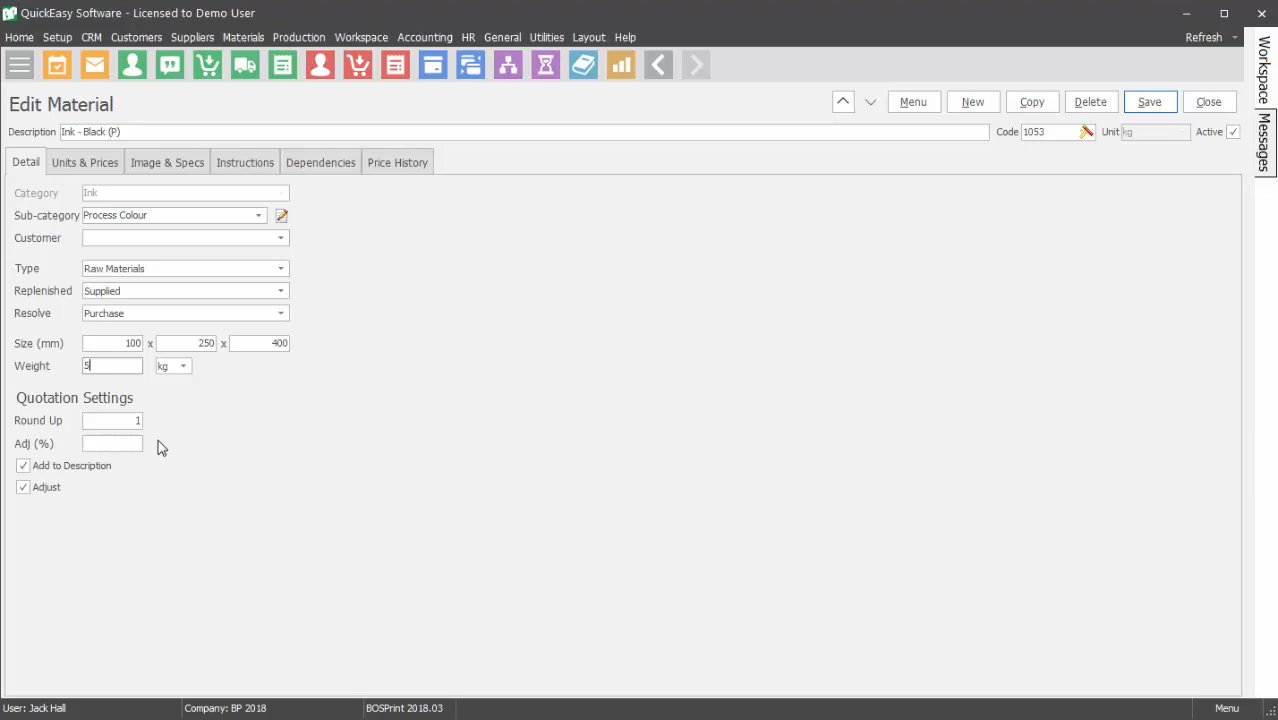 QuickEasy Software - Licensed to Demo User
Home Setup CRM Customers Suppliers Materials Production Workspace Accounting HR General Utilities Layout Help Refresh
Workspace
Messages
Edit Material
Menu New Copy Delete Save Close
Description Ink - Black (P) Code 1053 Unit kg Active
Detail Units & Prices Image & Specs Instructions Dependencies Price History
Category Ink
Sub-category Process Colour
Customer
Type Raw Materials
Replenished Supplied
Resolve Purchase
Size (mm) 100 x 250 x 400
Weight 5 kg
Quotation Settings
Round Up 1
Adj (%)
Add to Description
Adjust
User: Jack Hall Company: BP 2018 BOSPrint 2018.03 Menu